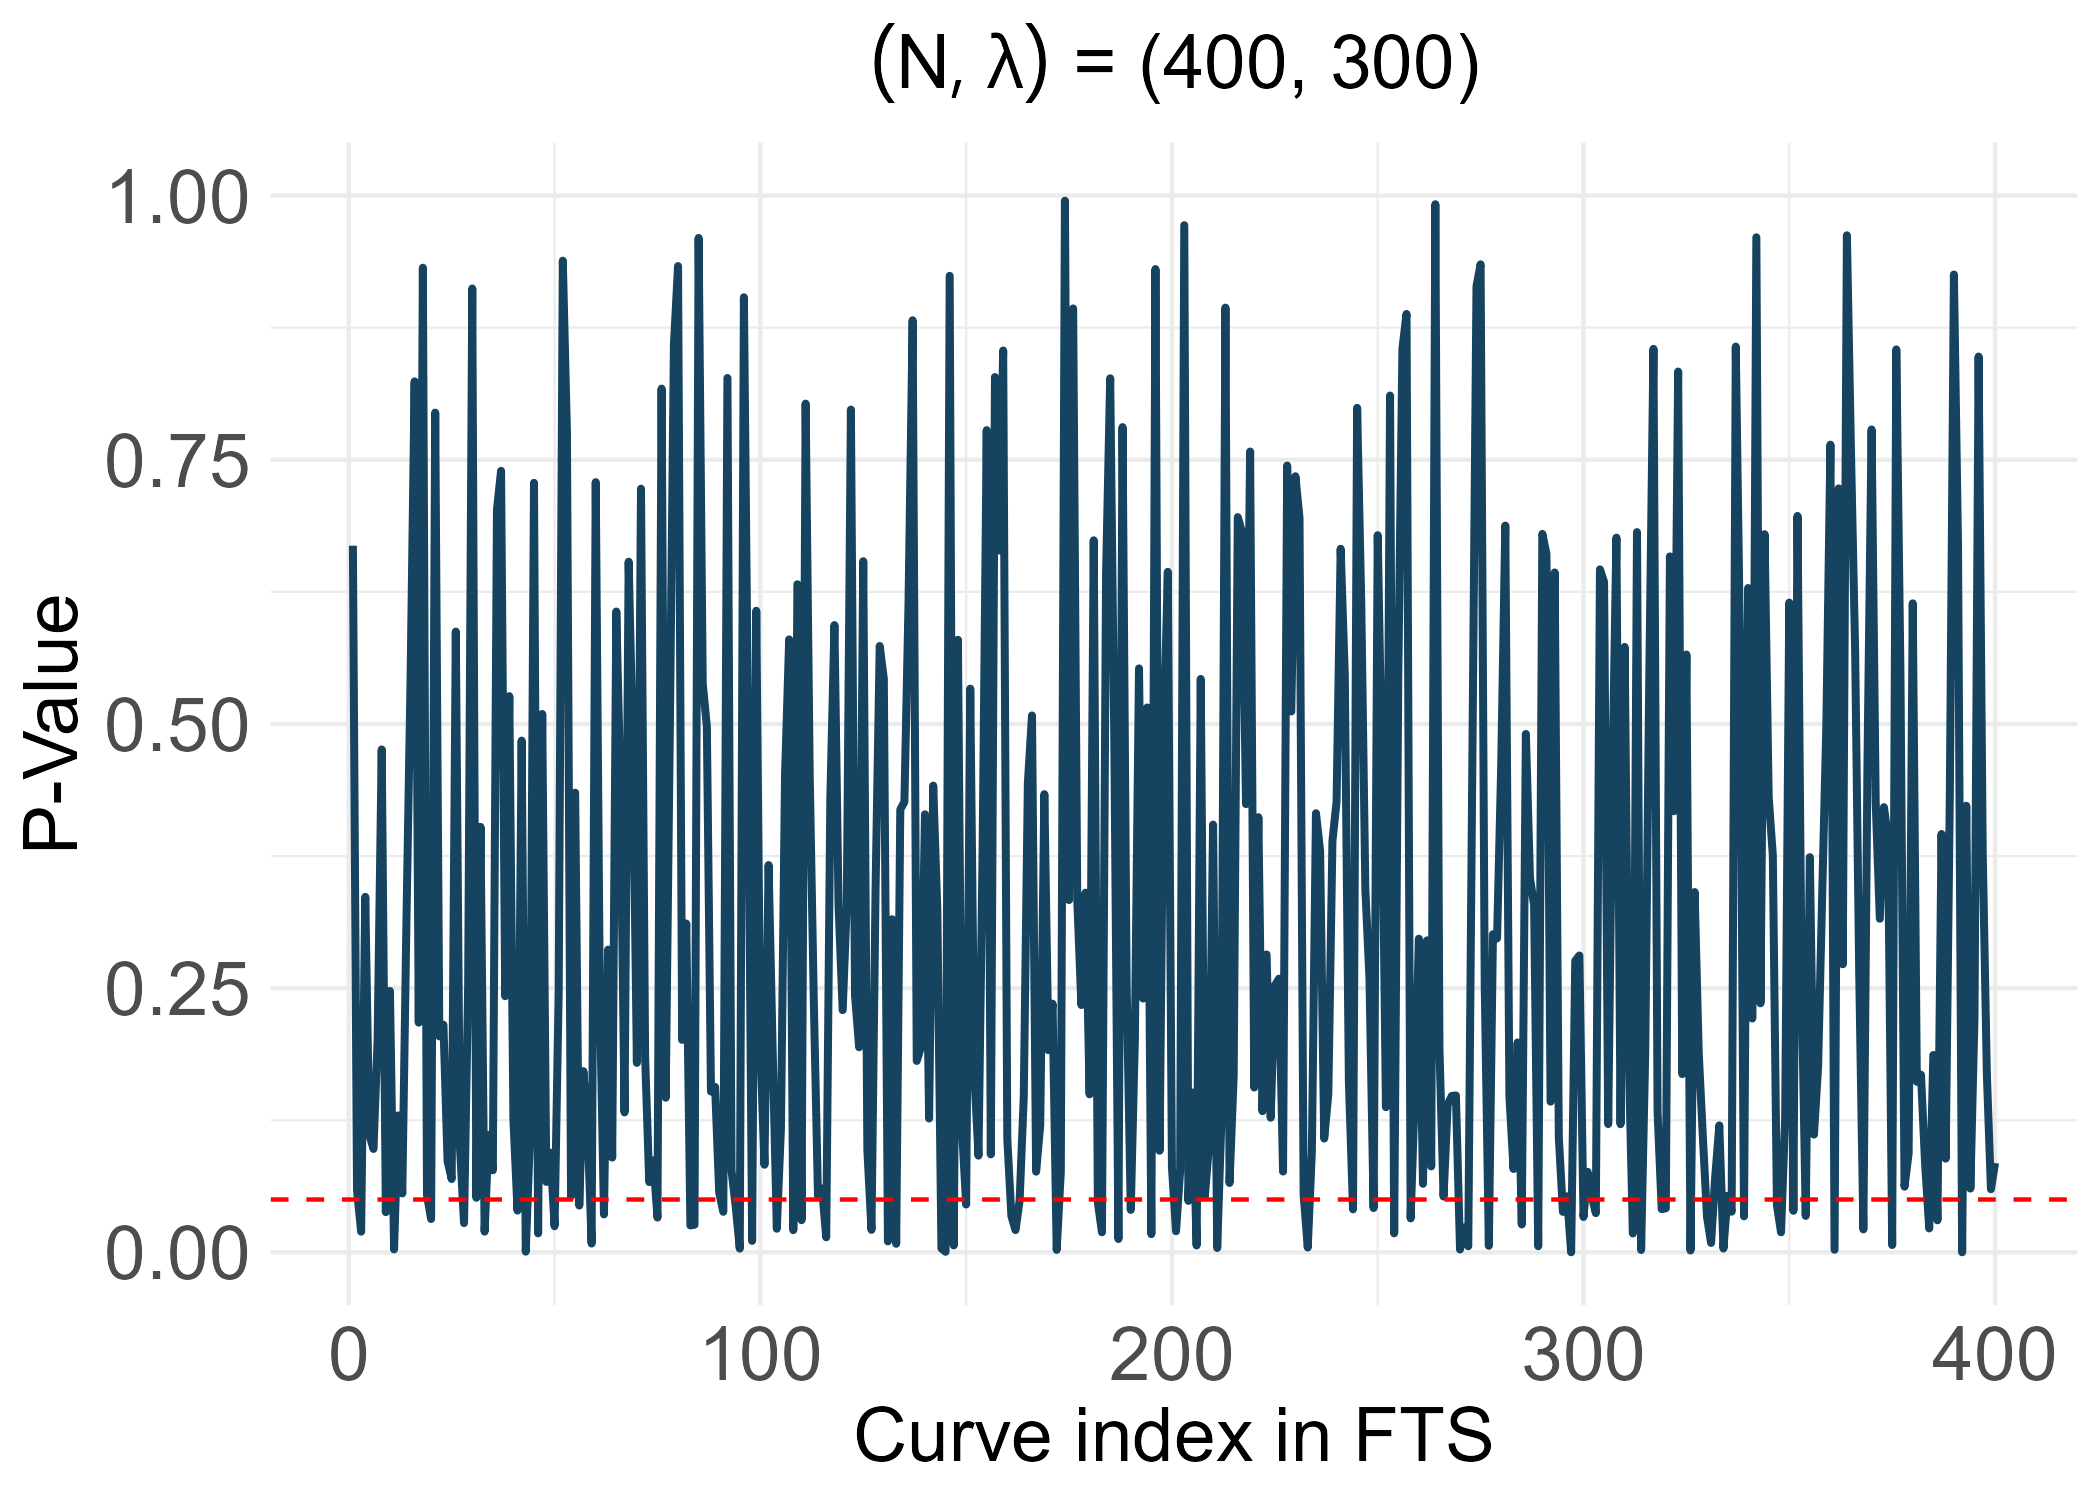 (N, λ) = (400, 300)
P-Value
1.00
0.75
0.50
0.25
0.00
0 100 200 300 400
Curve index in FTS